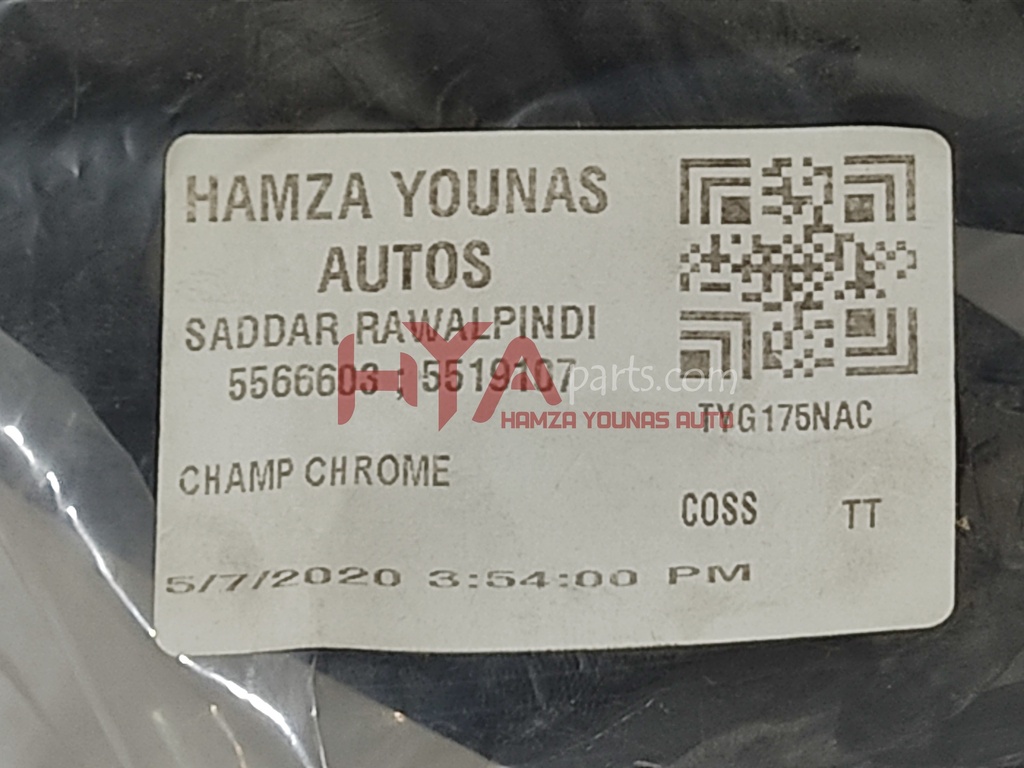 HAMZA YOUNAS
AUTOS
SADDAR RAWALPINDI
HYA
parts.com
HAMZA YOUNAS AUTO
TYG175NAC
CHAMP CHROME
COSS TT
5/7/2020 3:54:00 PM